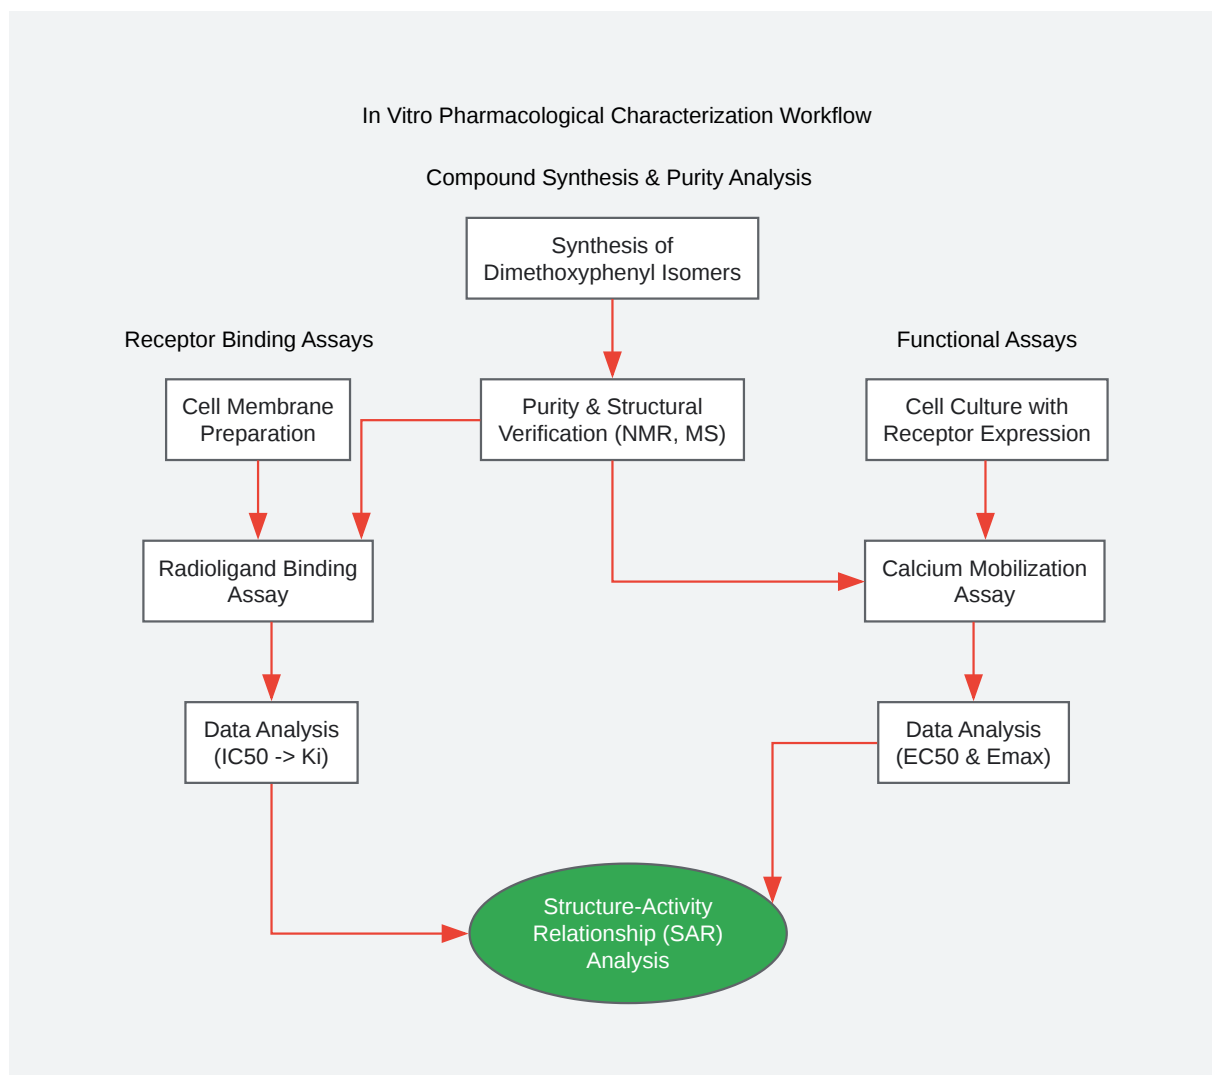 In Vitro Pharmacological Characterization Workflow
Compound Synthesis & Purity Analysis
Synthesis of
Dimethoxyphenyl Isomers
Receptor Binding Assays
Functional Assays
Cell Membrane
Preparation
Purity & Structural
Verification (NMR, MS)
Cell Culture with
Receptor Expression
Radioligand Binding
Assay
Calcium Mobilization
Assay
Data Analysis
(IC50 -> Ki)
Data Analysis
(EC50 & Emax)
Structure-Activity
Relationship (SAR)
Analysis